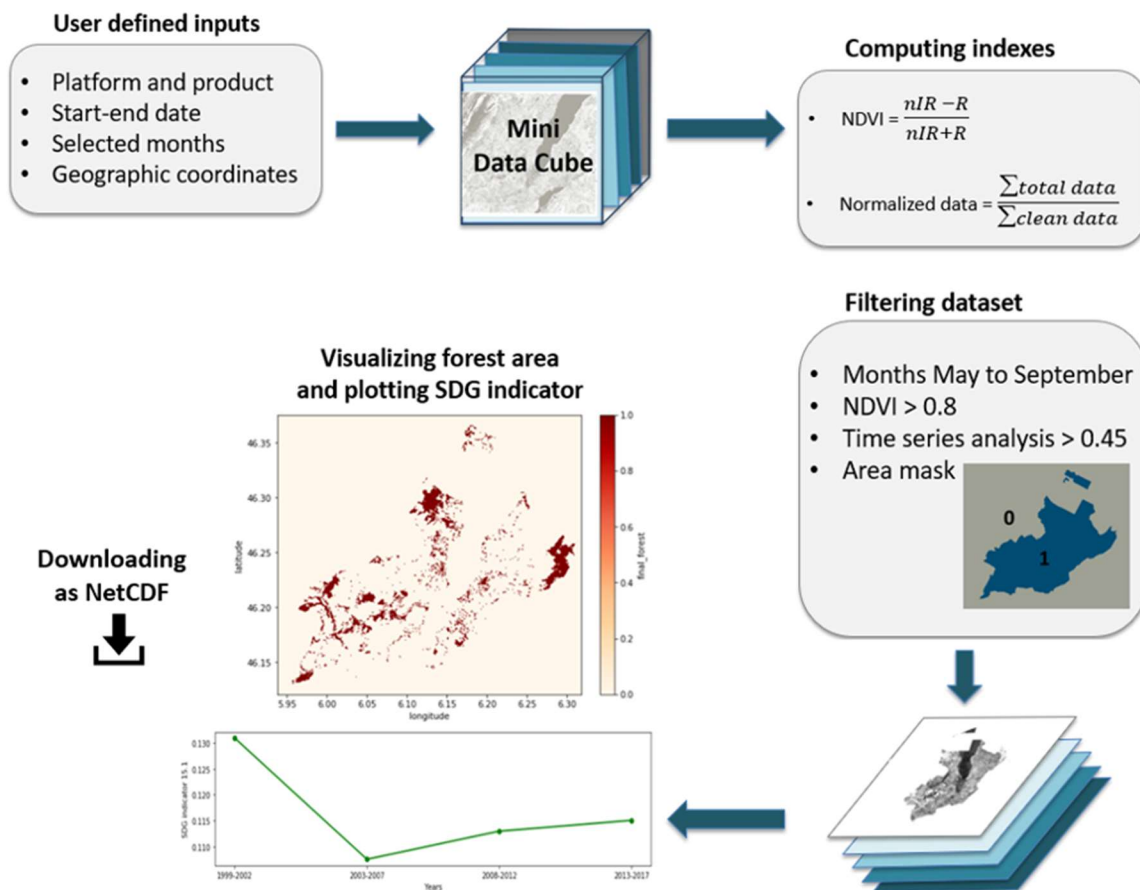 User defined inputs
• Platform and product
• Start-end date
• Selected months
• Geographic coordinates
Mini
Data Cube
Computing indexes
• NDVI = nIR −R / nIR+R
• Normalized data = ∑total data / ∑clean data
Filtering dataset
• Months May to September
• NDVI > 0.8
• Time series analysis > 0.45
• Area mask
0
1
Visualizing forest area
and plotting SDG indicator
46.35
46.30
46.25
46.20
46.15
latitude
5.95 6.00 6.05 6.10 6.15 6.20 6.25 6.30
longitude
1.0
0.8
0.6
0.4
0.2
0.0
final_forest
Downloading
as NetCDF
0.130
0.125
0.120
0.115
0.110
SDG indicator 15.1
1999-2002 2003-2007 2008-2012 2013-2017
Years